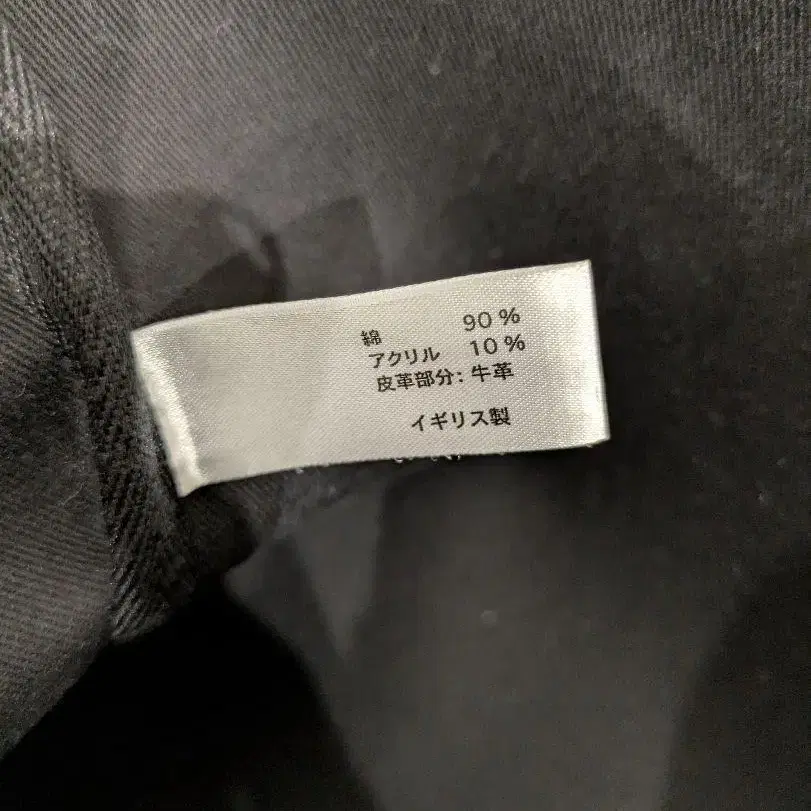 綿 90 %
アクリル 10 %
皮革部分: 牛革
イギリス製